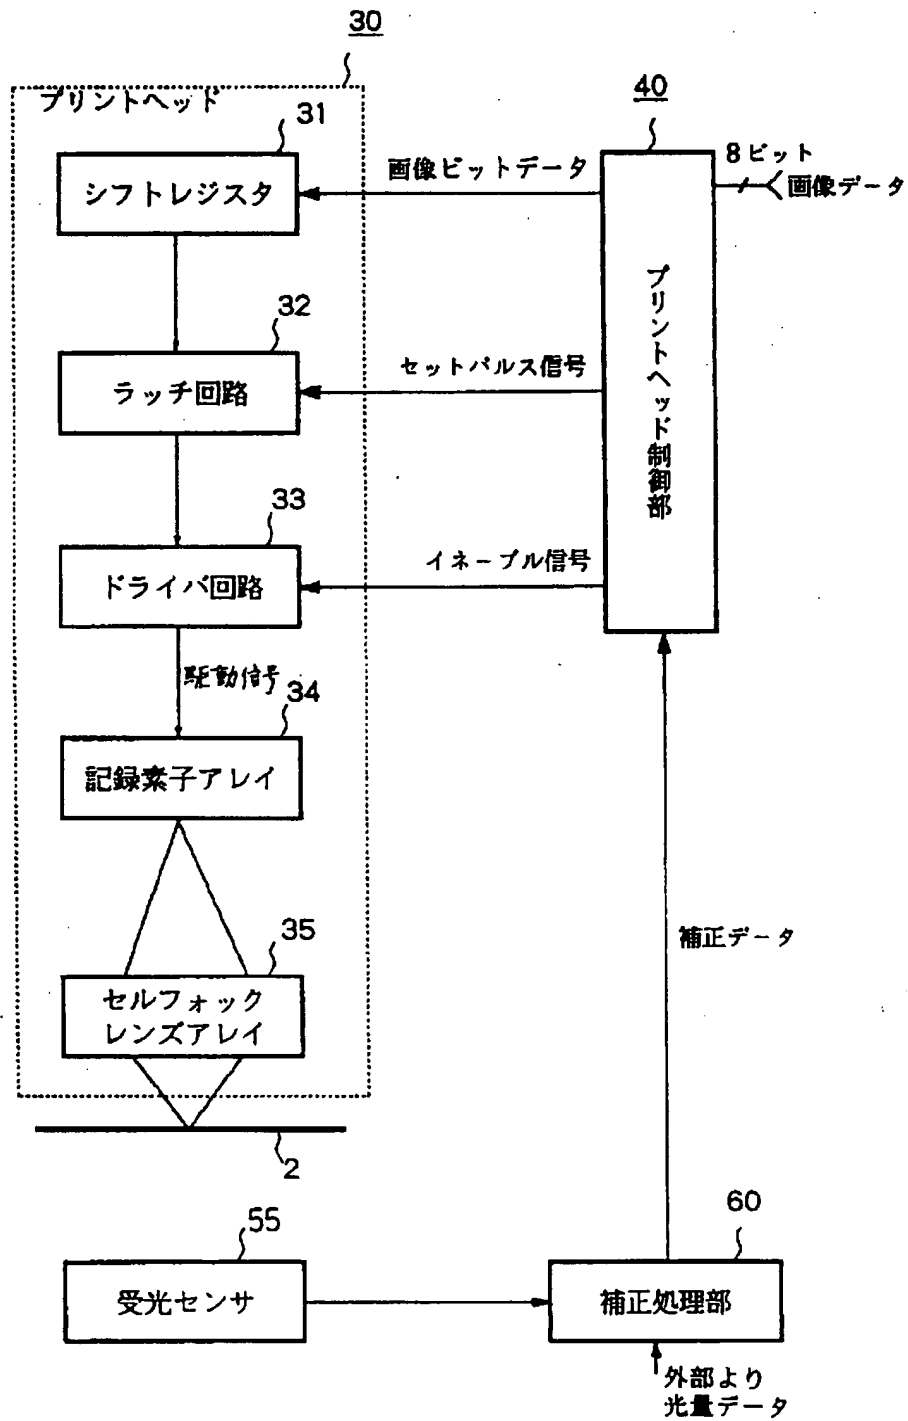 30
プリントヘッド
31
シフトレジスタ
画像ビットデータ
40
8ビット
画像データ
プリントヘッド制御部
32
ラッチ回路
セットパルス信号
33
ドライバ回路
イネーブル信号
駆動信号
34
記録素子アレイ
35
セルフォック
レンズアレイ
2
補正データ
55
受光センサ
60
補正処理部
外部より
光量データ